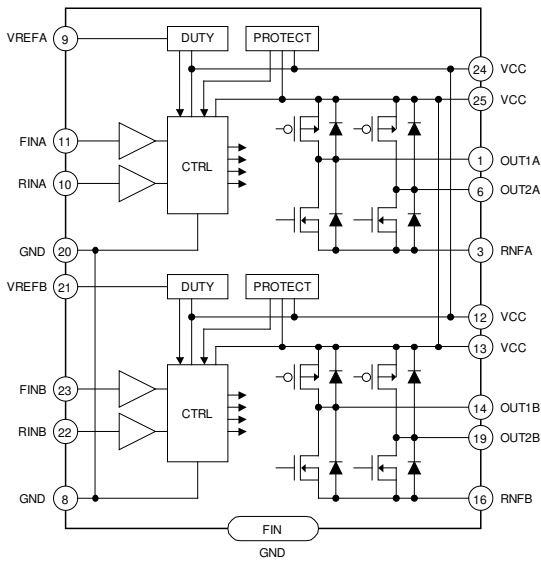 VREFA 9 DUTY PROTECT
24 VCC
25 VCC
FINA 11
CTRL
1 OUT1A
RINA 10
6 OUT2A
GND 20
3 RNFA
VREFB 21 DUTY PROTECT
12 VCC
13 VCC
FINB 23
CTRL
14 OUT1B
RINB 22
19 OUT2B
GND 8
16 RNFB
FIN
GND